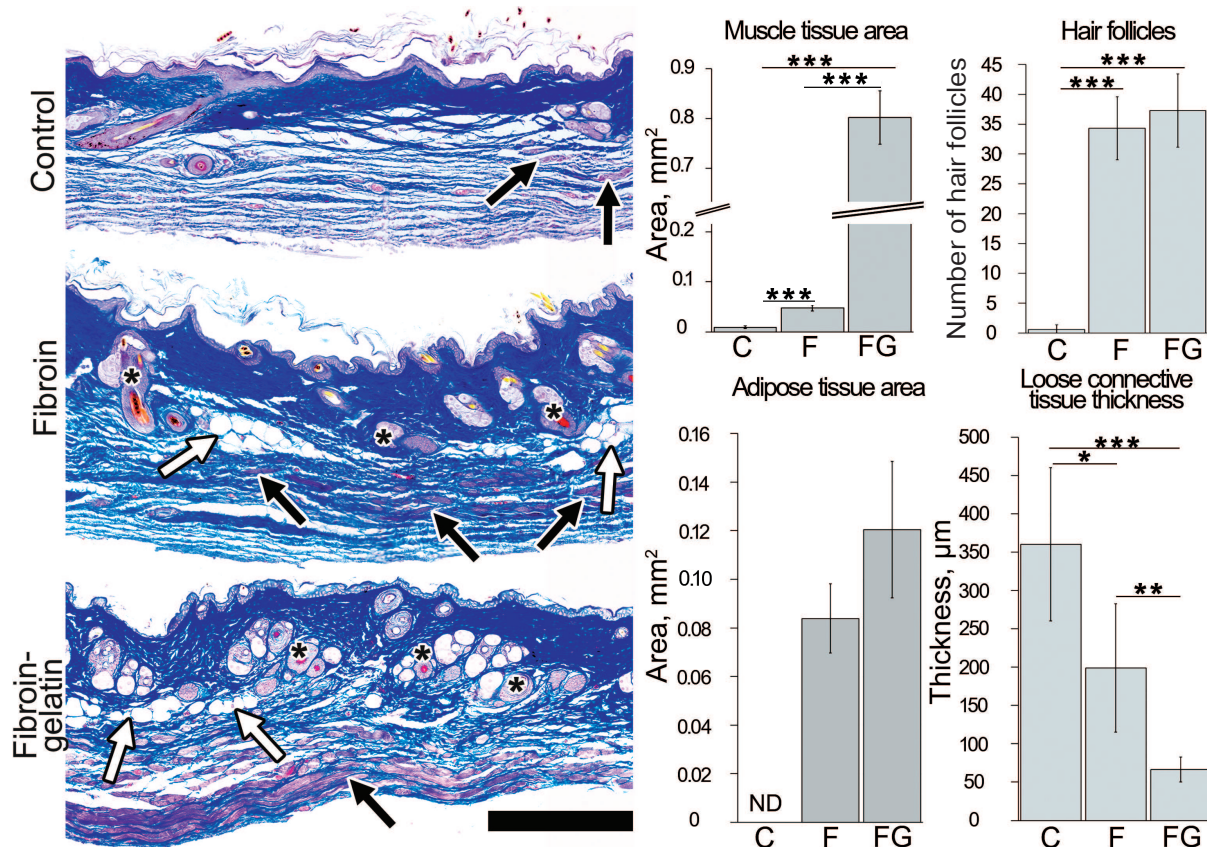 Control
Fibroin
Fibroin-
gelatin
*
*
*
*
*
*
Muscle tissue area
Area, mm²
0.9
0.8
0.7
0.2
0.1
0
***
***
***
C F FG
Hair follicles
Number of hair follicles
45
40
35
30
25
20
15
10
5
0
***
***
C F FG
Adipose tissue area
Area, mm²
0.16
0.14
0.12
0.10
0.08
0.06
0.04
0.02
0
ND
C F FG
Loose connective
tissue thickness
Thickness, µm
500
450
400
350
300
250
200
150
100
50
0
***
*
**
C F FG